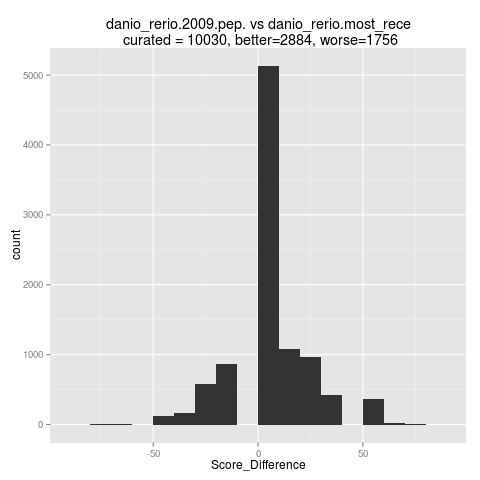 danio_rerio.2009.pep. vs danio_rerio.most_rece
curated = 10030, better=2884, worse=1756
5000
4000
3000
2000
1000
0
count
-50
0
50
Score_Difference